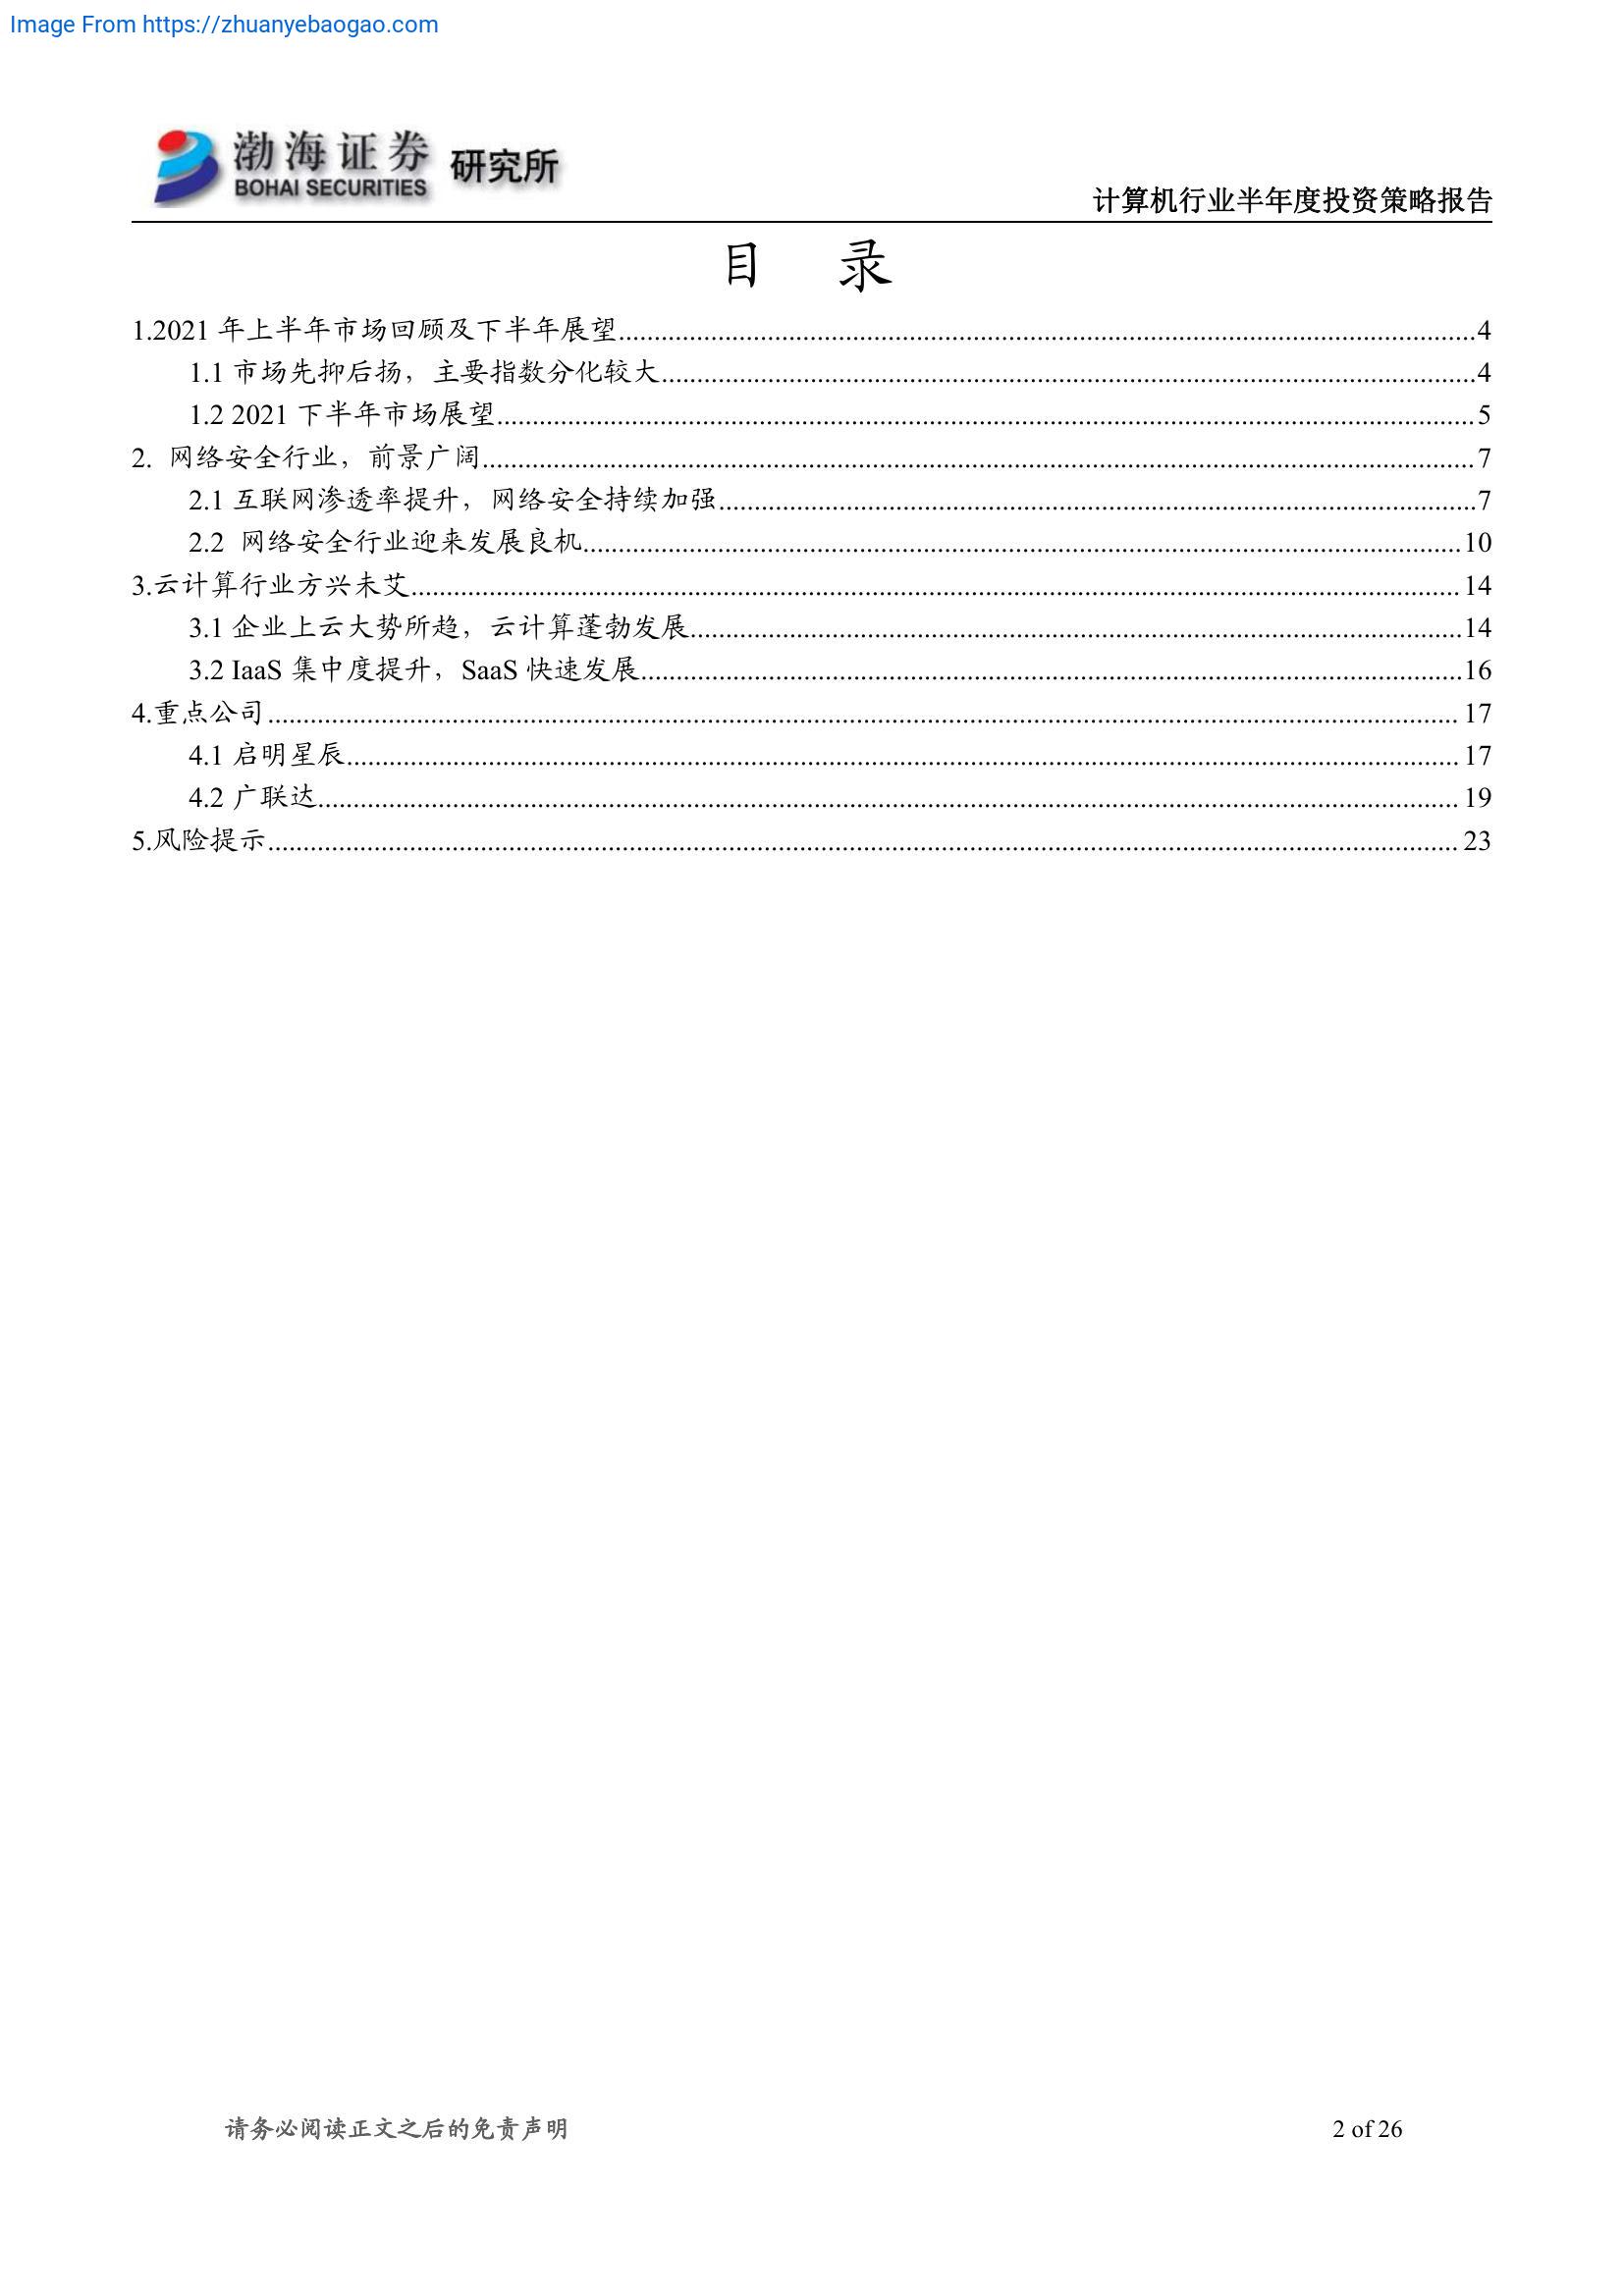 Image From https://zhuanyebaogao.com
渤海证券 研究所
BOHAI SECURITIES
计算机行业半年度投资策略报告
目 录
1.2021 年上半年市场回顾及下半年展望........4
1.1 市场先抑后扬，主要指数分化较大........4
1.2 2021 下半年市场展望........5
2. 网络安全行业，前景广阔........7
2.1 互联网渗透率提升，网络安全持续加强........7
2.2 网络安全行业迎来发展良机........10
3.云计算行业方兴未艾........14
3.1 企业上云大势所趋，云计算蓬勃发展........14
3.2 IaaS 集中度提升，SaaS 快速发展........16
4.重点公司........17
4.1 启明星辰........17
4.2 广联达........19
5.风险提示........23
请务必阅读正文之后的免责声明 2 of 26